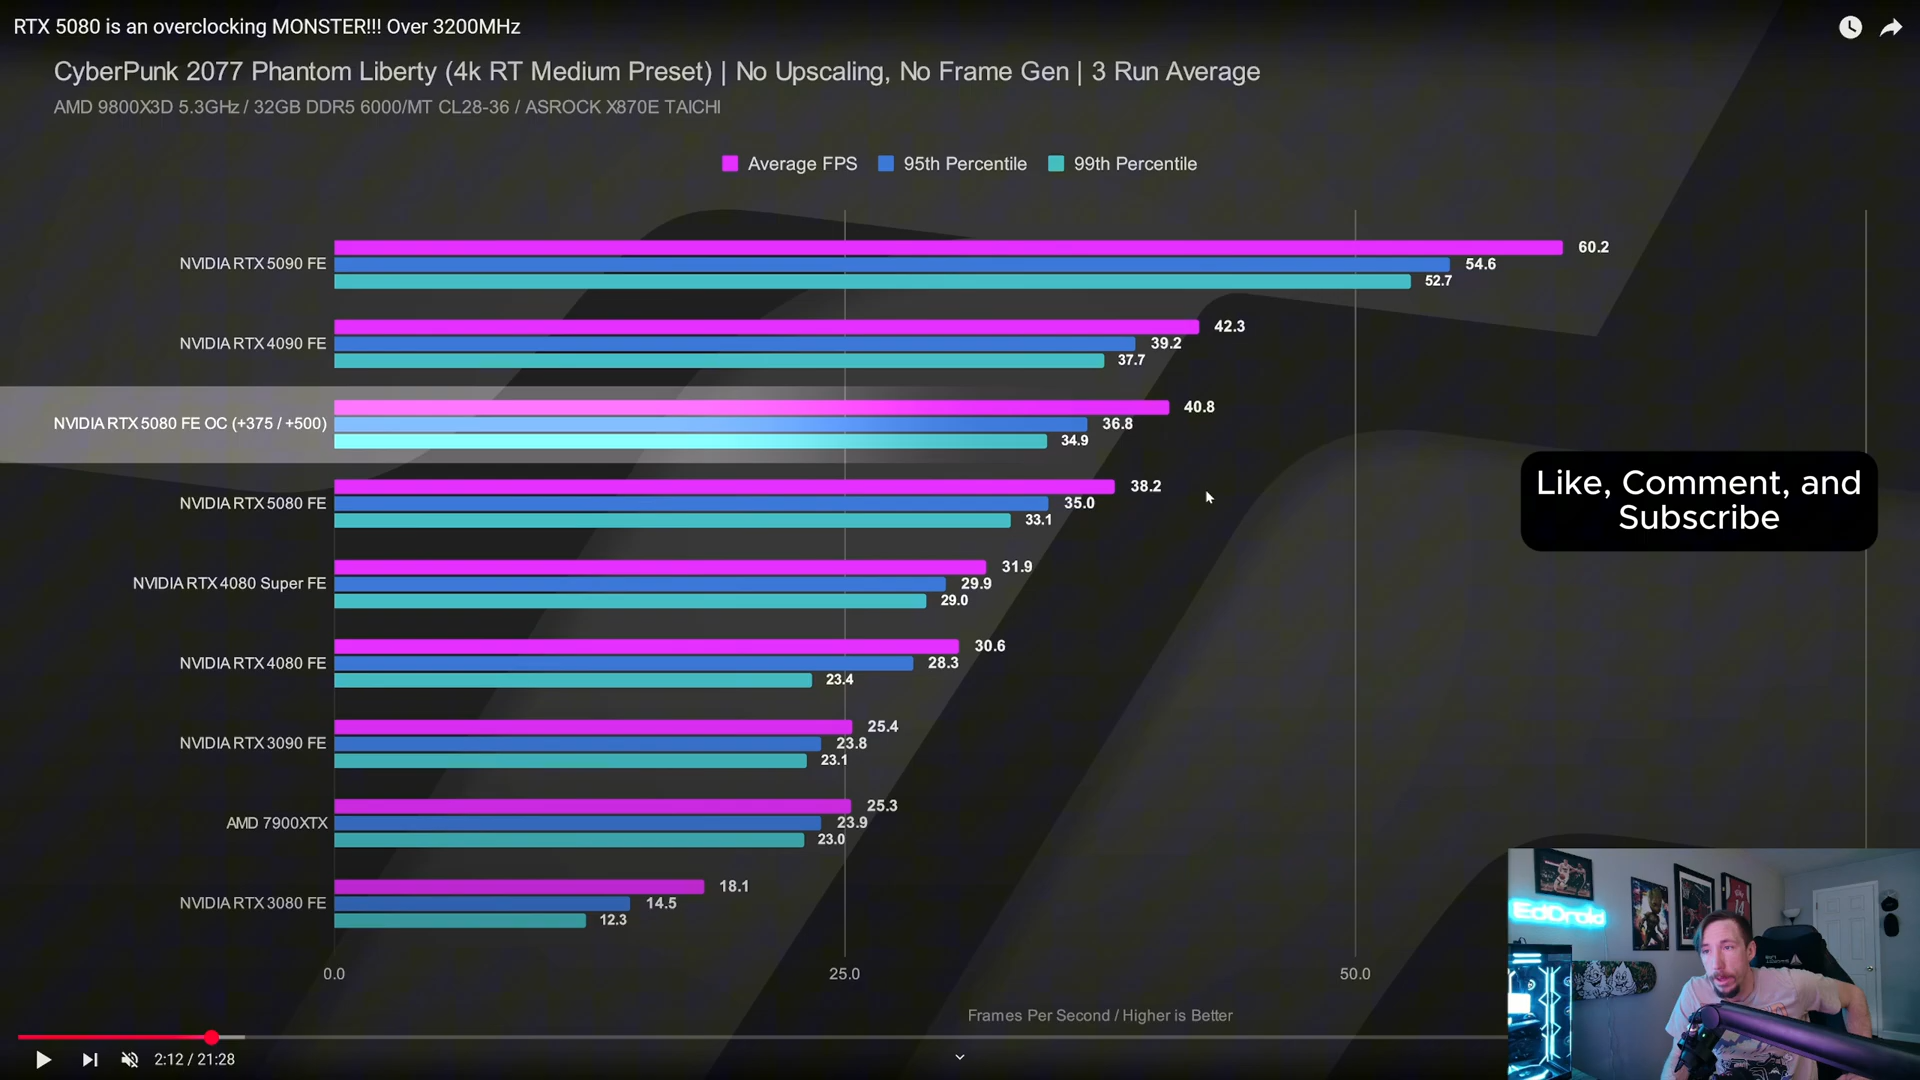 RTX 5080 is an overclocking MONSTER!!! Over 3200MHz
CyberPunk 2077 Phantom Liberty (4k RT Medium Preset) | No Upscaling, No Frame Gen | 3 Run Average
AMD 9800X3D 5.3GHz / 32GB DDR5 6000/MT CL28-36 / ASROCK X870E TAICHI
Average FPS 95th Percentile 99th Percentile
NVIDIA RTX 5090 FE
60.2
54.6
52.7
NVIDIA RTX 4090 FE
42.3
39.2
37.7
NVIDIA RTX 5080 FE OC (+375 / +500)
40.8
36.8
34.9
NVIDIA RTX 5080 FE
38.2
35.0
33.1
Like, Comment, and
Subscribe
NVIDIA RTX 4080 Super FE
31.9
29.9
29.0
NVIDIA RTX 4080 FE
30.6
28.3
23.4
NVIDIA RTX 3090 FE
25.4
23.8
23.1
AMD 7900XTX
25.3
23.9
23.0
NVIDIA RTX 3080 FE
18.1
14.5
12.3
0.0 25.0 50.0
Frames Per Second / Higher is Better
EdDroid
14
2:12 / 21:28